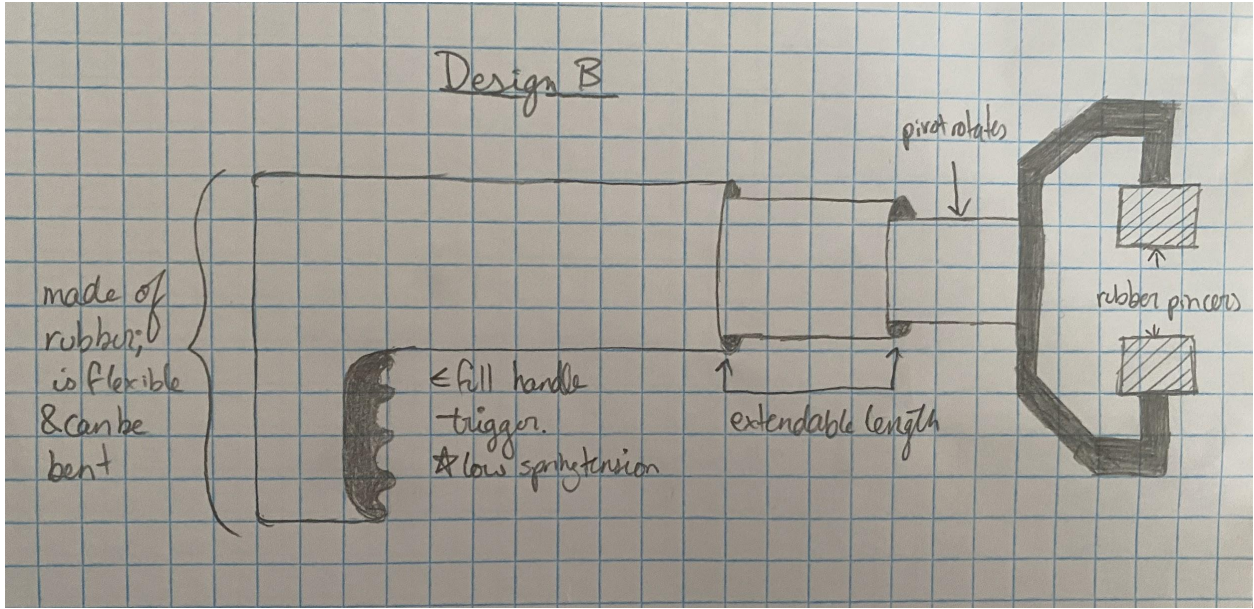 Design B
pivot rotates
made of
rubber;
is flexible
& can be
bent
← full handle
trigger.
☆ low spring tension
extendable length
rubber pincers